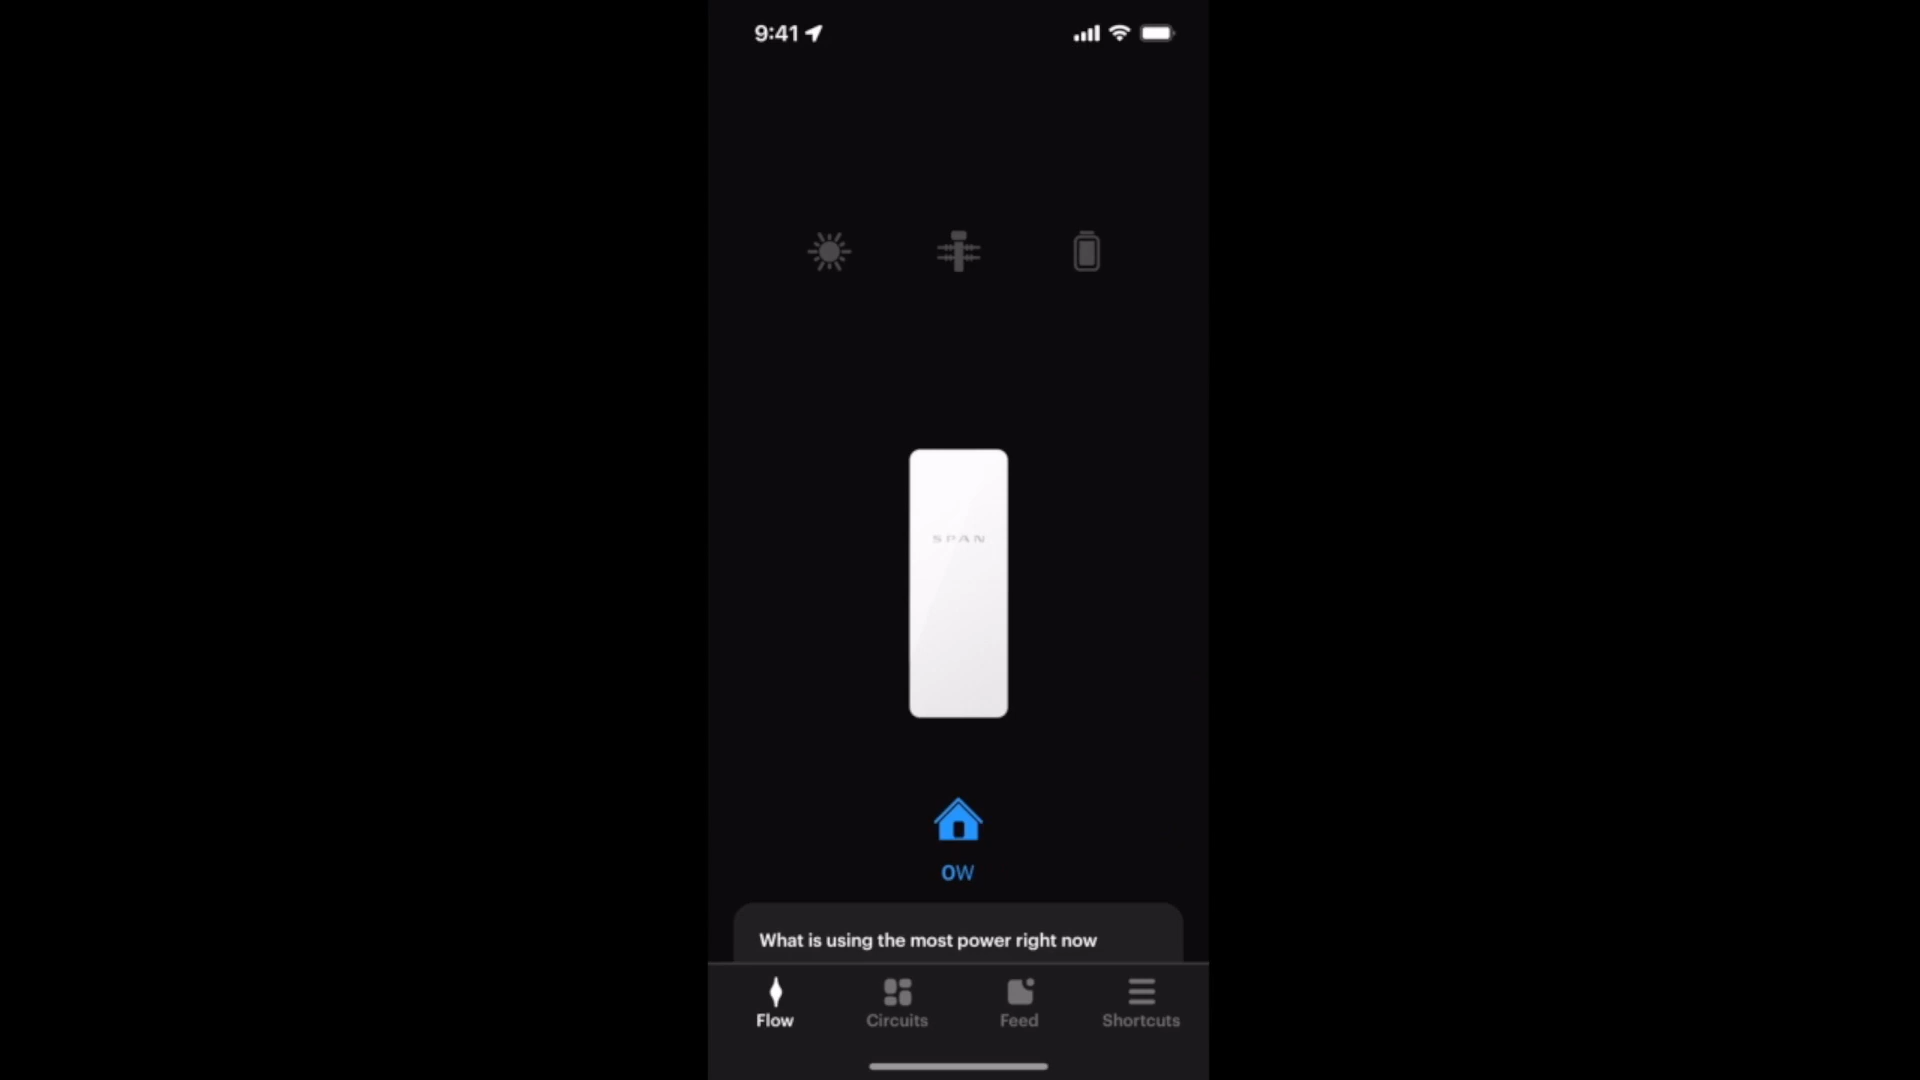 9:41
SPAN
0W
What is using the most power right now
Flow
Circuits
Feed
Shortcuts